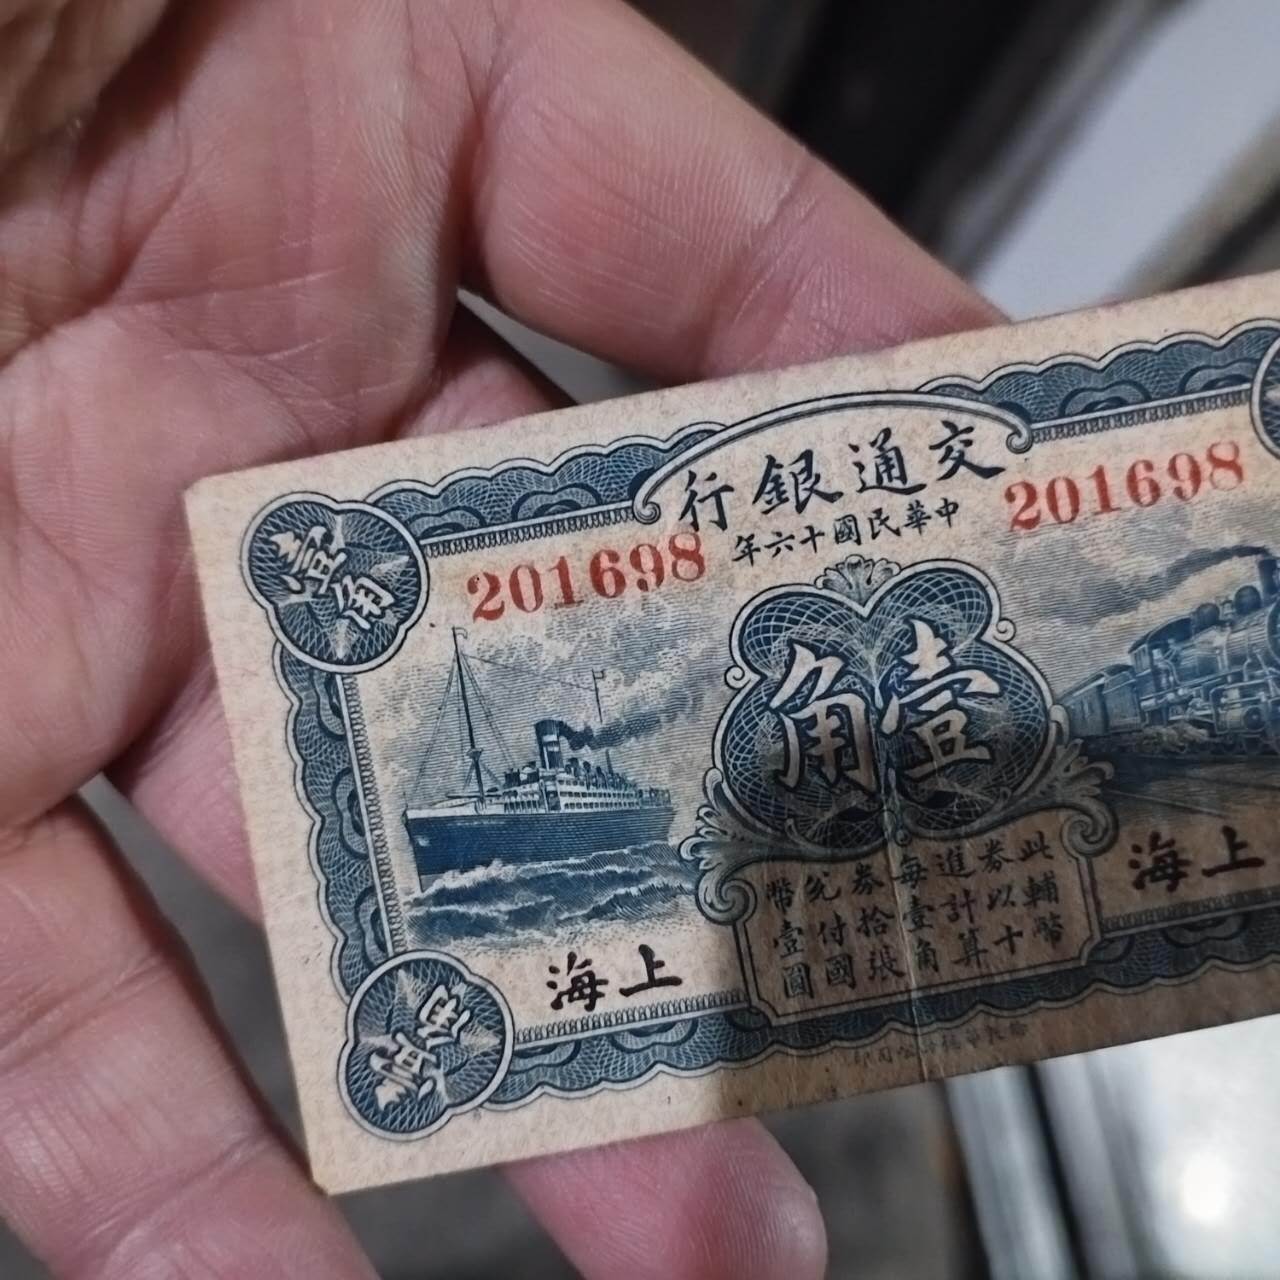 交通銀行
中華民國十六年
201698
201698
壹角
壹角
上海
上海
此輔幣
券以十
進計算
每壹角
券拾張
兌付國
幣壹圓
壹角